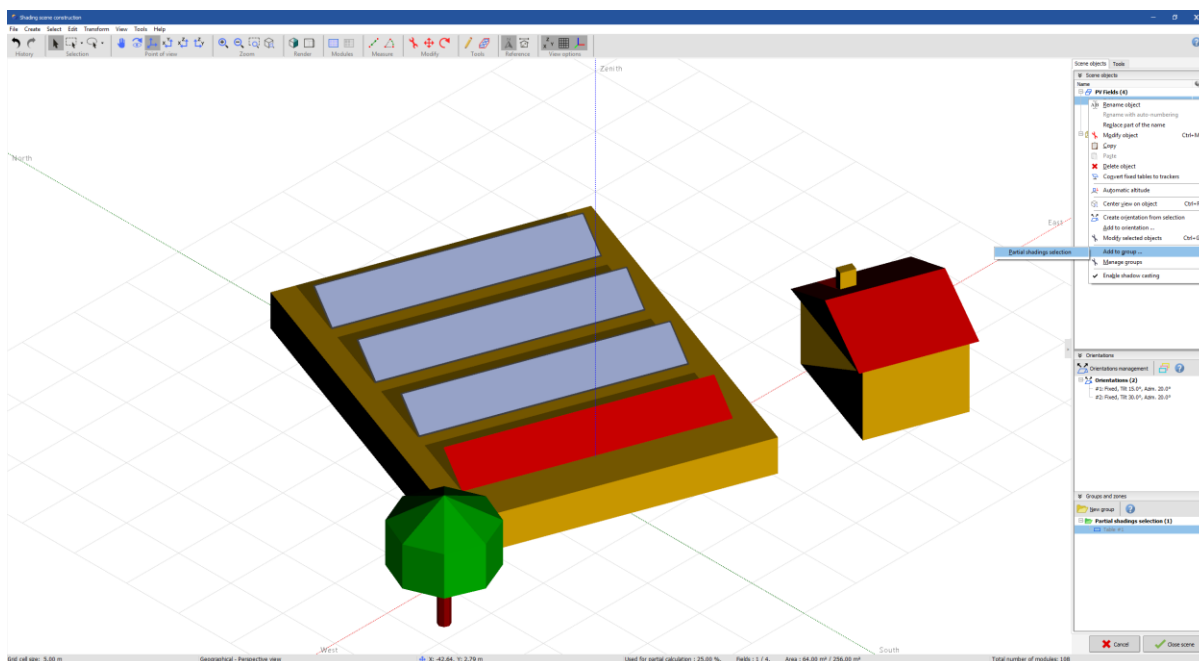 Shading scene construction
File Create Select Edit Transform View Tools Help
History Selection Point of view Zoom Render Modules Measure Modify Tools Reference View options
Zenith
North
East
West
South
Scene objects Tools
Scene objects
Name
PV Fields (4)
Rename object
Rename with auto numbering
Replace part of the name
Modify object Ctrl+M
Copy
Paste
Delete object
Convert fixed tables to trackers
Automatic altitude
Center view on object
Create orientation from selection
Add to orientation ...
Modify selected objects
Partial shadings selection
Add to group ...
Manage groups
Enable shadow casting
Orientations
Orientations management
Orientations (2)
#1: Fixed, Tilt 15.0°, Azim. 20.0°
#2: Fixed, Tilt 30.0°, Azim. 20.0°
Groups and zones
New group
Partial shadings selection (1)
Table #1
Cancel Close scene
Grid cell size: 5.00 m Geographical - Perspective view X: -42.64, Y: 2.79 m Used for partial calculation : 25.00 %, Fields : 1 / 4, Area : 64.00 m² / 256.00 m² Total number of modules: 108